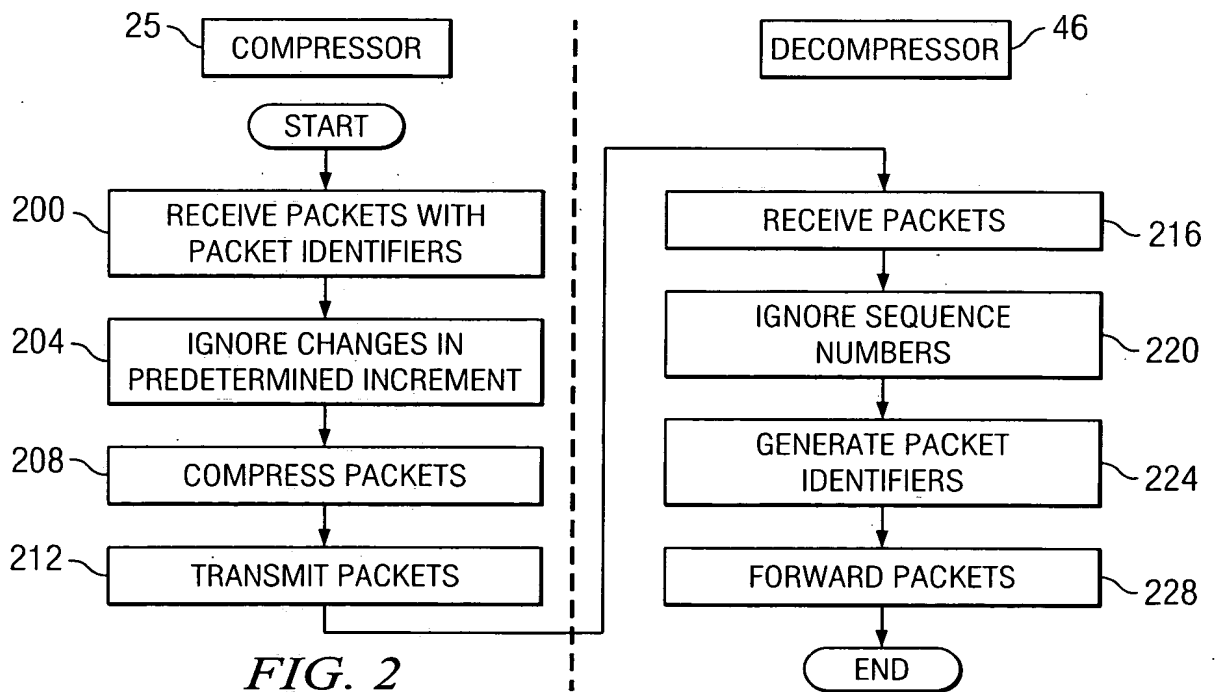 25
COMPRESSOR
START
200
RECEIVE PACKETS WITH
PACKET IDENTIFIERS
204
IGNORE CHANGES IN
PREDETERMINED INCREMENT
208
COMPRESS PACKETS
212
TRANSMIT PACKETS
FIG. 2
DECOMPRESSOR
46
RECEIVE PACKETS
216
IGNORE SEQUENCE
NUMBERS
220
GENERATE PACKET
IDENTIFIERS
224
FORWARD PACKETS
228
END